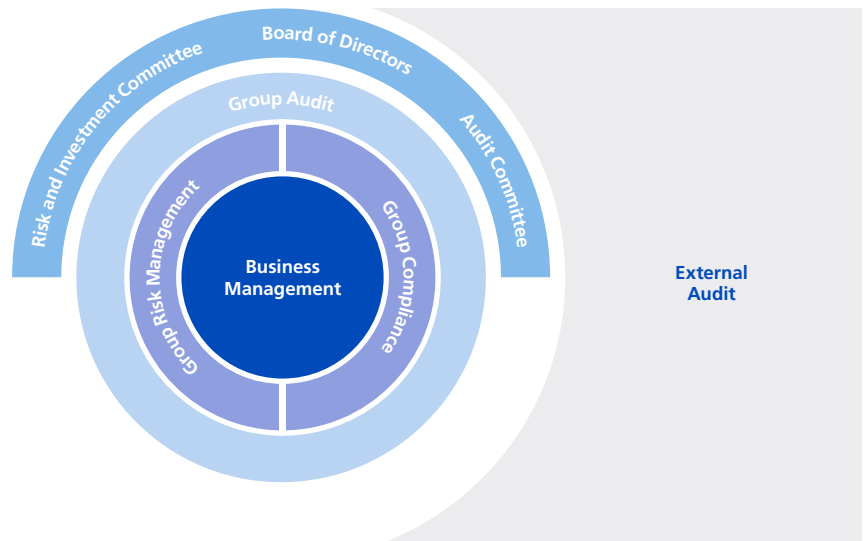 Board of Directors
Risk and Investment Committee
Audit Committee
Group Audit
Group Risk Management
Group Compliance
Business
Management
External
Audit